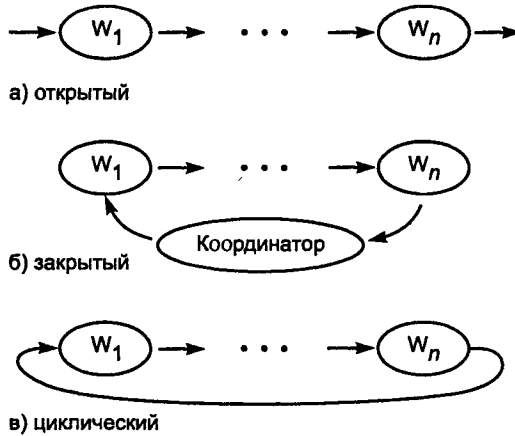 W₁ • • • Wₙ
а) открытый
W₁ • • • Wₙ
Координатор
б) закрытый
W₁ • • • Wₙ
в) циклический